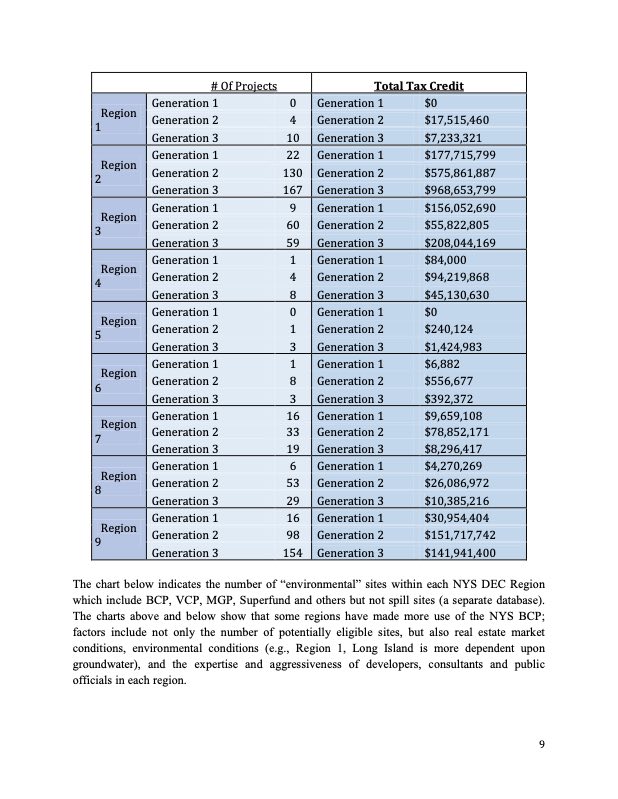 # Of Projects Total Tax Credit
Region 1 Generation 1 0 Generation 1 $0
Generation 2 4 Generation 2 $17,515,460
Generation 3 10 Generation 3 $7,233,321
Region 2 Generation 1 22 Generation 1 $177,715,799
Generation 2 130 Generation 2 $575,861,887
Generation 3 167 Generation 3 $968,653,799
Region 3 Generation 1 9 Generation 1 $156,052,690
Generation 2 60 Generation 2 $55,822,805
Generation 3 59 Generation 3 $208,044,169
Region 4 Generation 1 1 Generation 1 $84,000
Generation 2 4 Generation 2 $94,219,868
Generation 3 8 Generation 3 $45,130,630
Region 5 Generation 1 0 Generation 1 $0
Generation 2 1 Generation 2 $240,124
Generation 3 3 Generation 3 $1,424,983
Region 6 Generation 1 1 Generation 1 $6,882
Generation 2 8 Generation 2 $556,677
Generation 3 3 Generation 3 $392,372
Region 7 Generation 1 16 Generation 1 $9,659,108
Generation 2 33 Generation 2 $78,852,171
Generation 3 19 Generation 3 $8,296,417
Region 8 Generation 1 6 Generation 1 $4,270,269
Generation 2 53 Generation 2 $26,086,972
Generation 3 29 Generation 3 $10,385,216
Region 9 Generation 1 16 Generation 1 $30,954,404
Generation 2 98 Generation 2 $151,717,742
Generation 3 154 Generation 3 $141,941,400
The chart below indicates the number of “environmental” sites within each NYS DEC Region
which include BCP, VCP, MGP, Superfund and others but not spill sites (a separate database).
The charts above and below show that some regions have made more use of the NYS BCP;
factors include not only the number of potentially eligible sites, but also real estate market
conditions, environmental conditions (e.g., Region 1, Long Island is more dependent upon
groundwater), and the expertise and aggressiveness of developers, consultants and public
officials in each region.
9